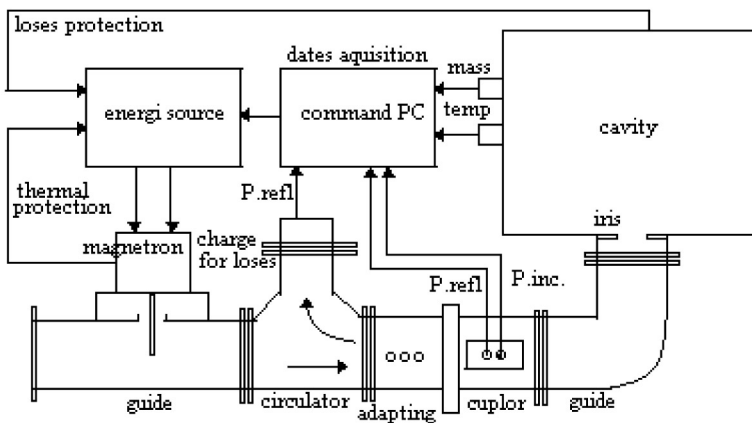 loses protection
dates aquisition
mass
energi source
command PC
temp
cavity
P.refl
thermal
protection
iris
magnetron
charge
for loses
P.refl
P.inc.
guide
circulator
adapting
cuplor
guide